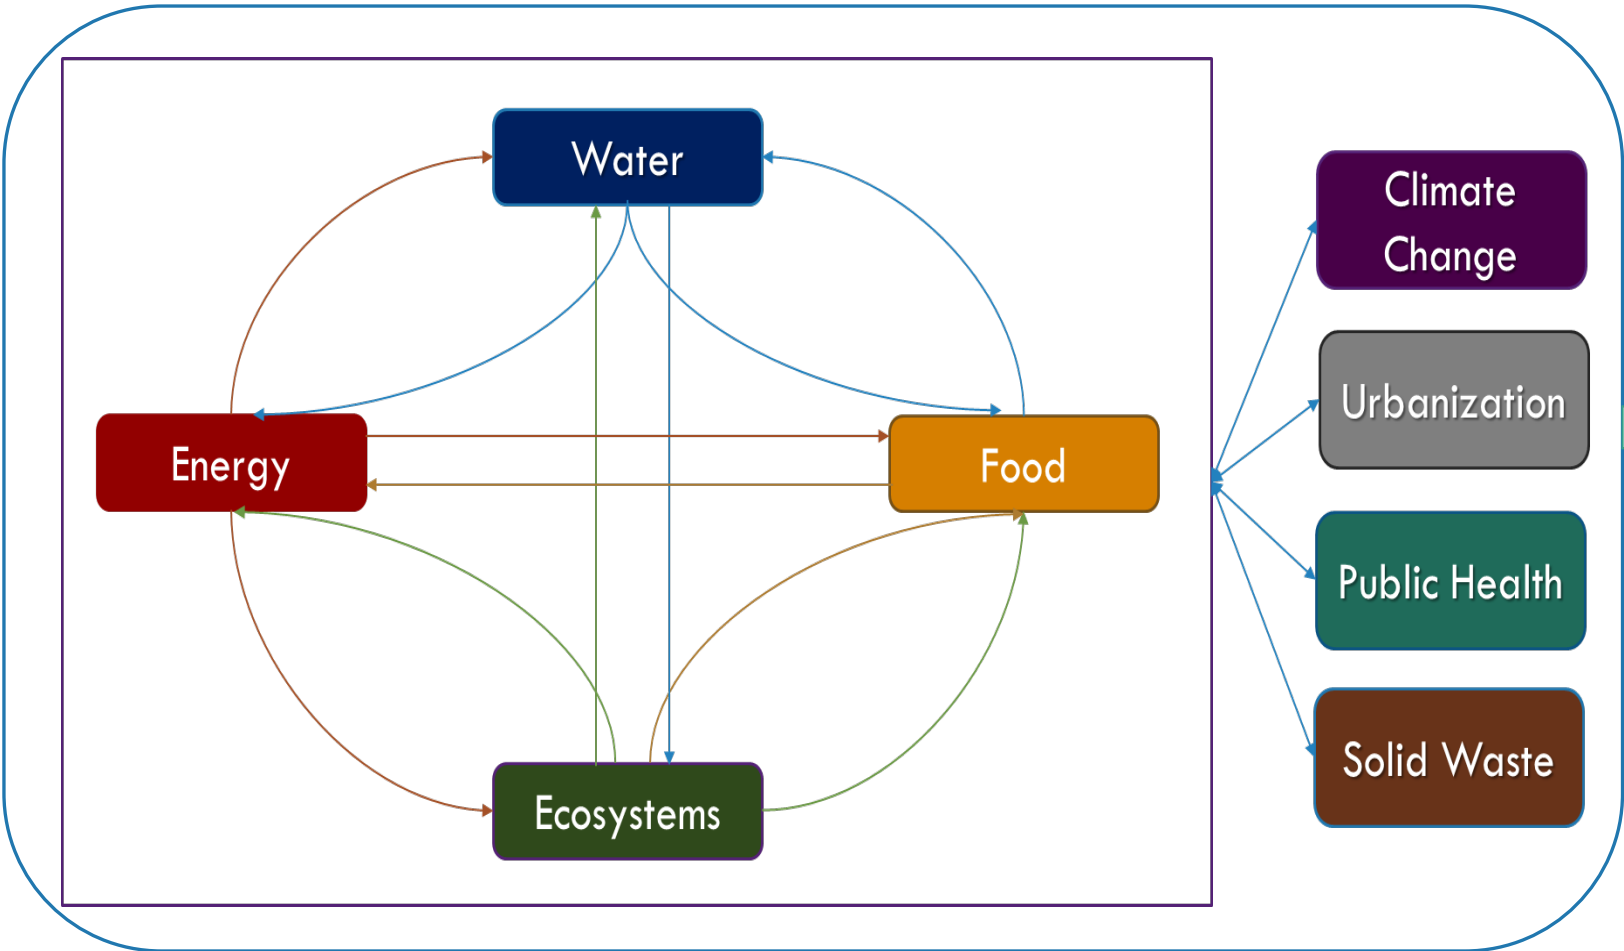 Water
Energy
Food
Ecosystems
Climate
Change
Urbanization
Public Health
Solid Waste